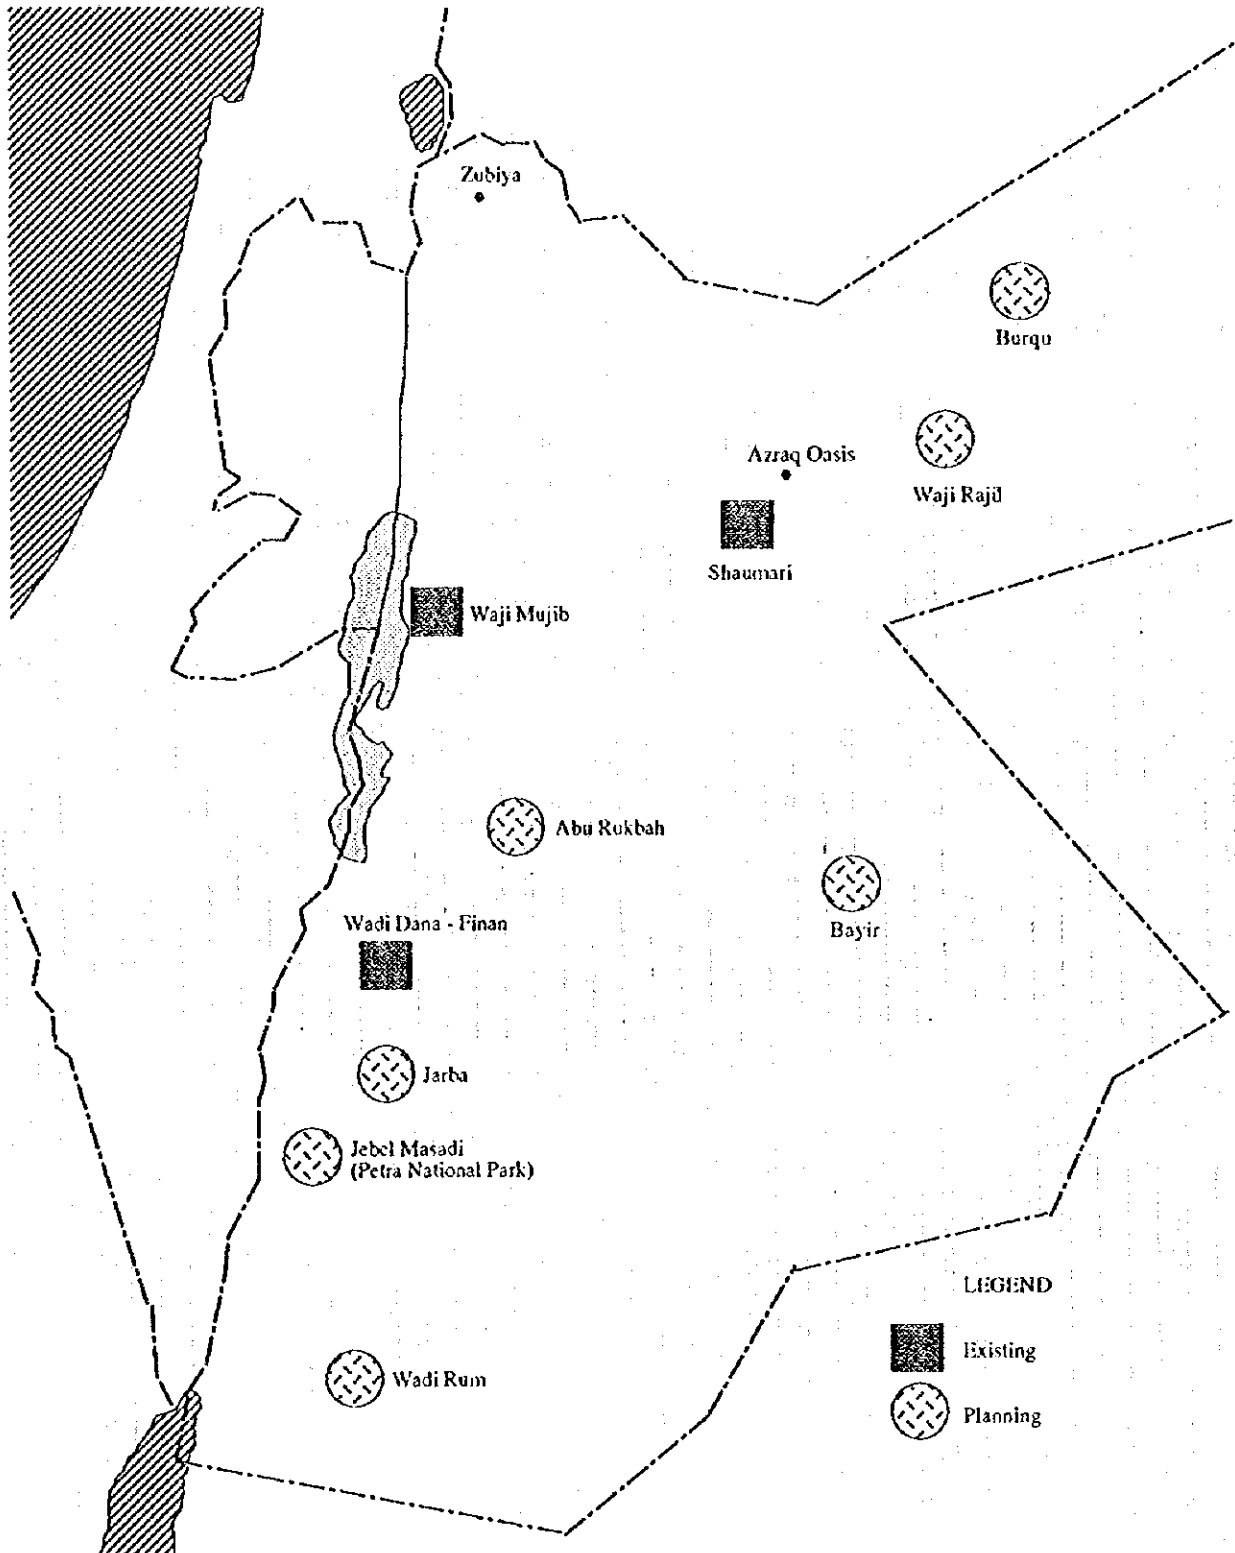 Zubiya
Burqu
Azraq Oasis
Waji Rajil
Shaumari
Waji Mujib
Abu Rukbah
Bayir
Wadi Dana - Finan
Jarba
Jebel Masadi
(Petra National Park)
LEGEND
Existing
Wadi Rum
Planning